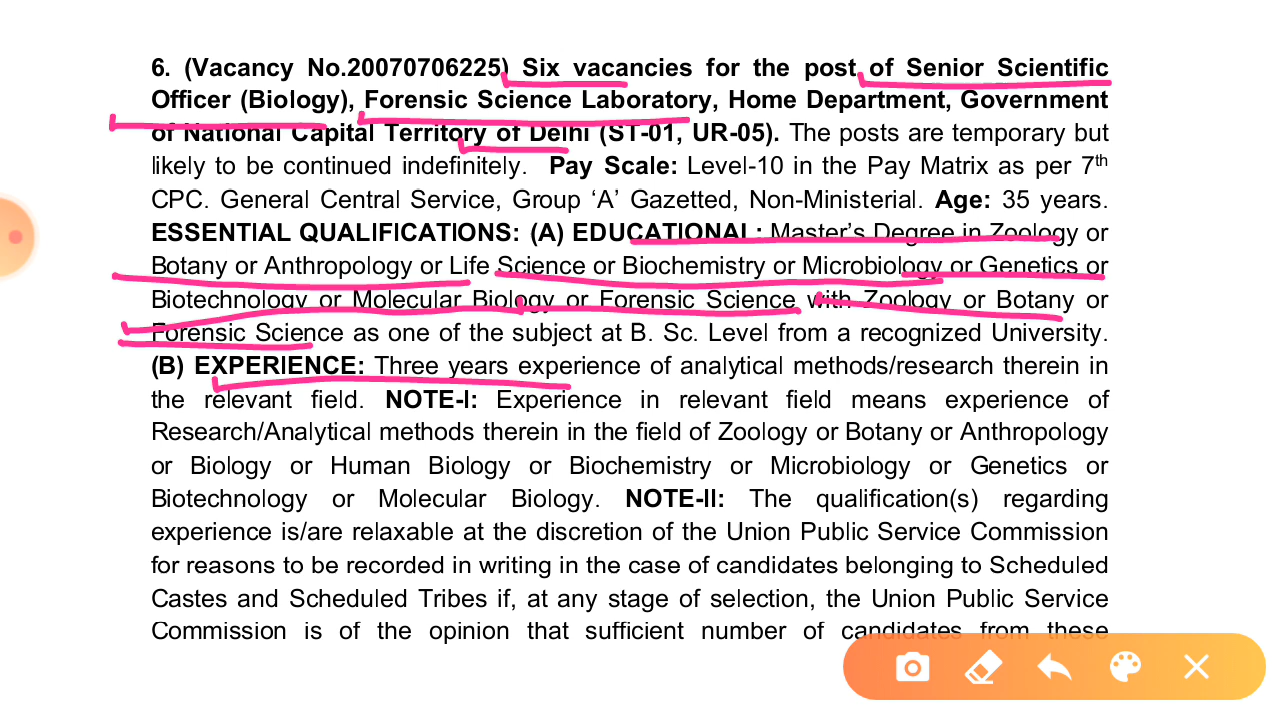 6. (Vacancy No.20070706225) Six vacancies for the post of Senior Scientific
Officer (Biology), Forensic Science Laboratory, Home Department, Government
of National Capital Territory of Delhi (ST-01, UR-05). The posts are temporary but
likely to be continued indefinitely. Pay Scale: Level-10 in the Pay Matrix as per 7th
CPC. General Central Service, Group ‘A’ Gazetted, Non-Ministerial. Age: 35 years.
ESSENTIAL QUALIFICATIONS: (A) EDUCATIONAL: Master’s Degree in Zoology or
Botany or Anthropology or Life Science or Biochemistry or Microbiology or Genetics or
Biotechnology or Molecular Biology or Forensic Science with Zoology or Botany or
Forensic Science as one of the subject at B. Sc. Level from a recognized University.
(B) EXPERIENCE: Three years experience of analytical methods/research therein in
the relevant field. NOTE-I: Experience in relevant field means experience of
Research/Analytical methods therein in the field of Zoology or Botany or Anthropology
or Biology or Human Biology or Biochemistry or Microbiology or Genetics or
Biotechnology or Molecular Biology. NOTE-II: The qualification(s) regarding
experience is/are relaxable at the discretion of the Union Public Service Commission
for reasons to be recorded in writing in the case of candidates belonging to Scheduled
Castes and Scheduled Tribes if, at any stage of selection, the Union Public Service
Commission is of the opinion that sufficient number of candidates from these